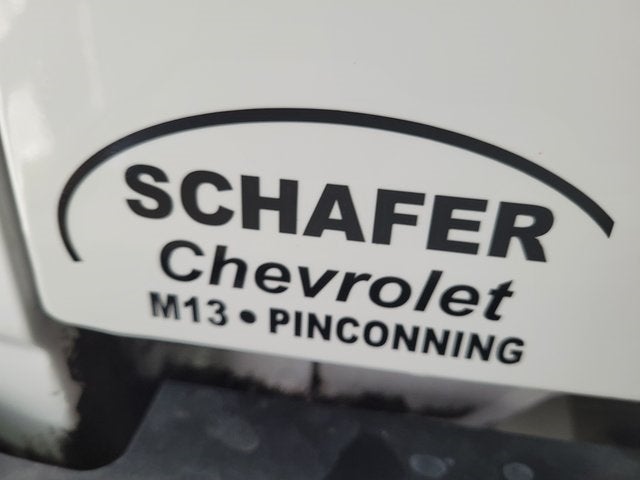 SCHAFER
Chevrolet
M13 • PINCONNING